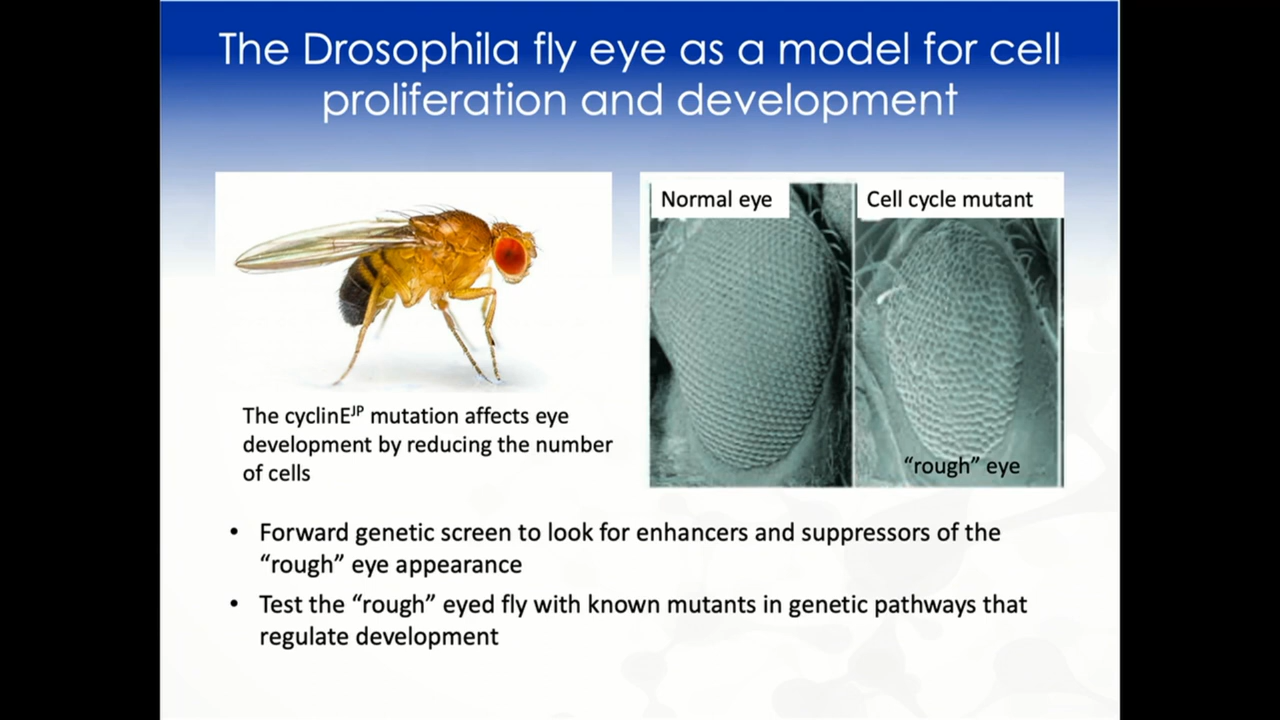 The Drosophila fly eye as a model for cell
proliferation and development
Normal eye
Cell cycle mutant
"rough" eye
The cyclinEᴶᴾ mutation affects eye
development by reducing the number
of cells
• Forward genetic screen to look for enhancers and suppressors of the
“rough” eye appearance
• Test the “rough” eyed fly with known mutants in genetic pathways that
regulate development